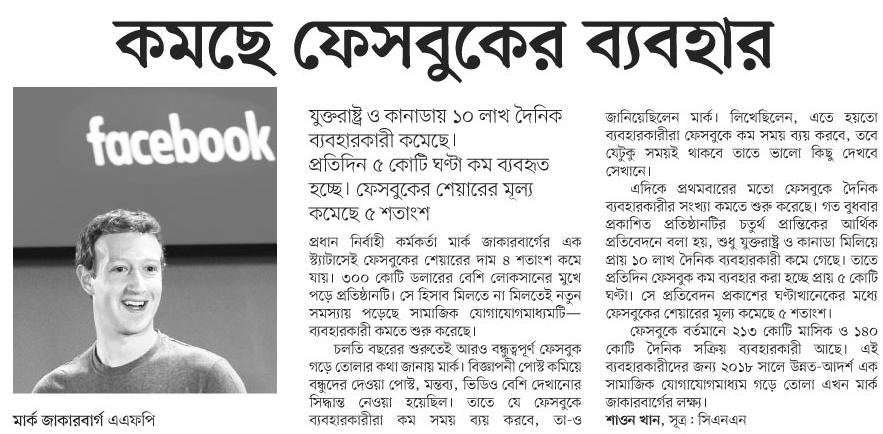 কমছে ফেসবুকের ব্যবহার
facebook
মার্ক জাকারবার্গ এএফপি
যুক্তরাষ্ট্র ও কানাডায় ১০ লাখ দৈনিক
ব্যবহারকারী কমেছে।
প্রতিদিন ৫ কোটি ঘণ্টা কম ব্যবহৃত
হচ্ছে। ফেসবুকের শেয়ারের মূল্য
কমেছে ৫ শতাংশ
প্রধান নির্বাহী কর্মকর্তা মার্ক জাকারবার্গের এক
স্ট্যাটাসেই ফেসবুকের শেয়ারের দাম ৪ শতাংশ কমে
যায়। ৩০০ কোটি ডলারের বেশি লোকসানের মুখে
পড়ে প্রতিষ্ঠানটি। সে হিসাব মিলতে না মিলতেই নতুন
সমস্যায় পড়েছে সামাজিক যোগাযোগমাধ্যমটি—
ব্যবহারকারী কমতে শুরু করেছে।
চলতি বছরের শুরুতেই আরও বন্ধুত্বপূর্ণ ফেসবুক
গড়ে তোলার কথা জানায় মার্ক। বিজ্ঞাপনী পোস্ট কমিয়ে
বন্ধুদের দেওয়া পোস্ট, মন্তব্য, ভিডিও বেশি দেখানোর
সিদ্ধান্ত নেওয়া হয়েছিল। তাতে যে ফেসবুকে
ব্যবহারকারীরা কম সময় ব্যয় করবে, তা-ও
জানিয়েছিলেন মার্ক। লিখেছিলেন, এতে হয়তো
ব্যবহারকারীরা ফেসবুকে কম সময় ব্যয় করবে, তবে
যেটুকু সময়ই থাকবে তাতে ভালো কিছু দেখবে
সেখানে।
এদিকে প্রথমবারের মতো ফেসবুকে দৈনিক
ব্যবহারকারীর সংখ্যা কমতে শুরু করেছে। গত বুধবার
প্রকাশিত প্রতিষ্ঠানটির চতুর্থ প্রান্তিকের আর্থিক
প্রতিবেদনে বলা হয়, শুধু যুক্তরাষ্ট্র ও কানাডা মিলিয়ে
প্রায় ১০ লাখ দৈনিক ব্যবহারকারী কমে গেছে। তাতে
প্রতিদিন ফেসবুক কম ব্যবহার করা হচ্ছে প্রায় ৫ কোটি
ঘণ্টা। সে প্রতিবেদন প্রকাশের ঘণ্টাখানেকের মধ্যে
ফেসবুকের শেয়ারের মূল্য কমেছে ৫ শতাংশ।
ফেসবুকে বর্তমানে ২১৩ কোটি মাসিক ও ১৪০
কোটি দৈনিক সক্রিয় ব্যবহারকারী আছে। এই
ব্যবহারকারীদের জন্য ২০১৮ সালে উন্নত-আদর্শ এক
সামাজিক যোগাযোগমাধ্যম গড়ে তোলা এখন মার্ক
জাকারবার্গের লক্ষ্য।
শাওন খান, সূত্র : সিএনএন